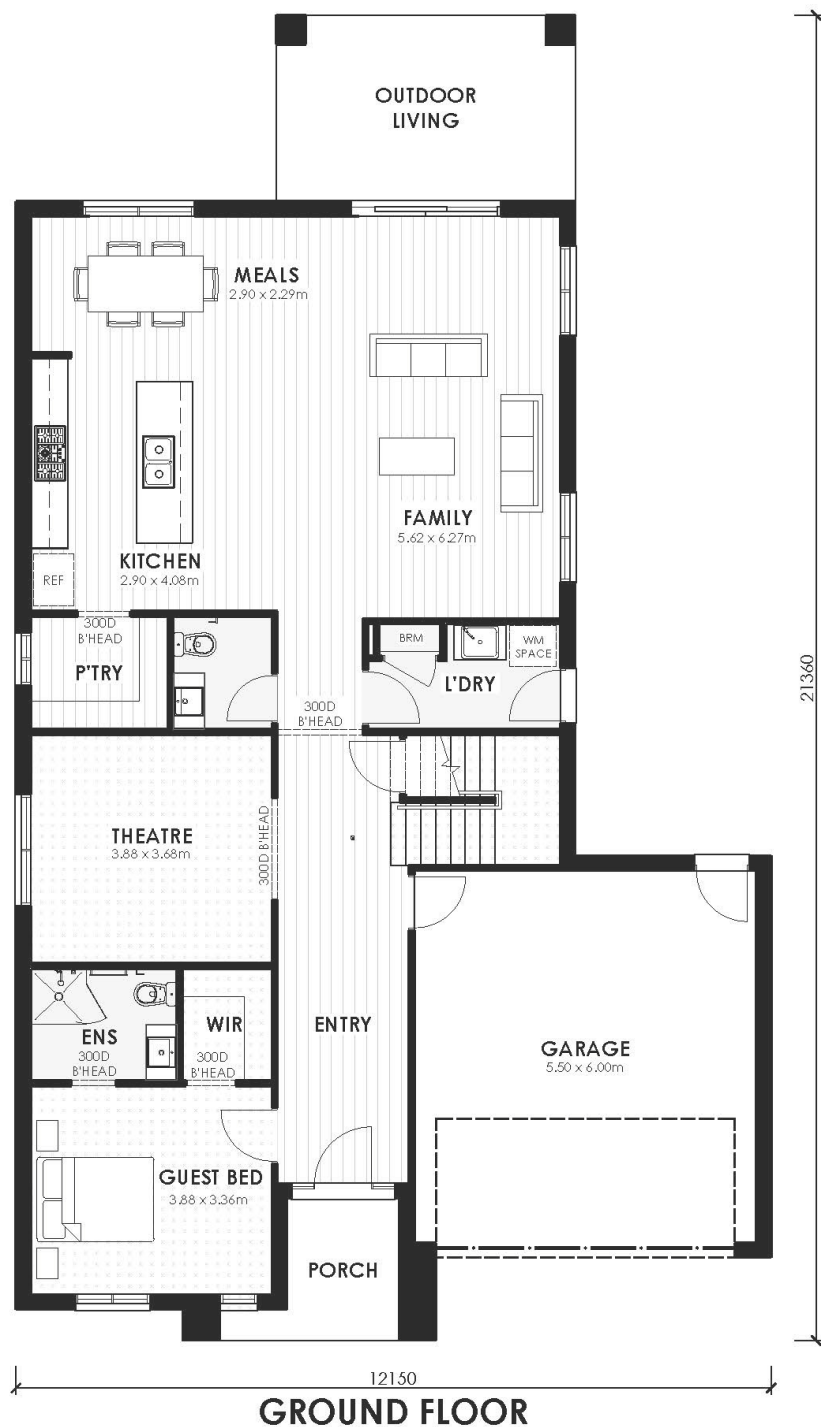 OUTDOOR
LIVING
MEALS
2.90 x 2.29m
FAMILY
5.62 x 6.27m
KITCHEN
2.90 x 4.08m
REF
300D
B'HEAD
P'TRY
BRM
WM
SPACE
L'DRY
300D
B'HEAD
21360
THEATRE
3.88 x 3.68m
300D B'HEAD
ENS
300D
B'HEAD
WIR
300D
B'HEAD
ENTRY
GARAGE
5.50 x 6.00m
GUEST BED
3.88 x 3.36m
PORCH
12150
GROUND FLOOR